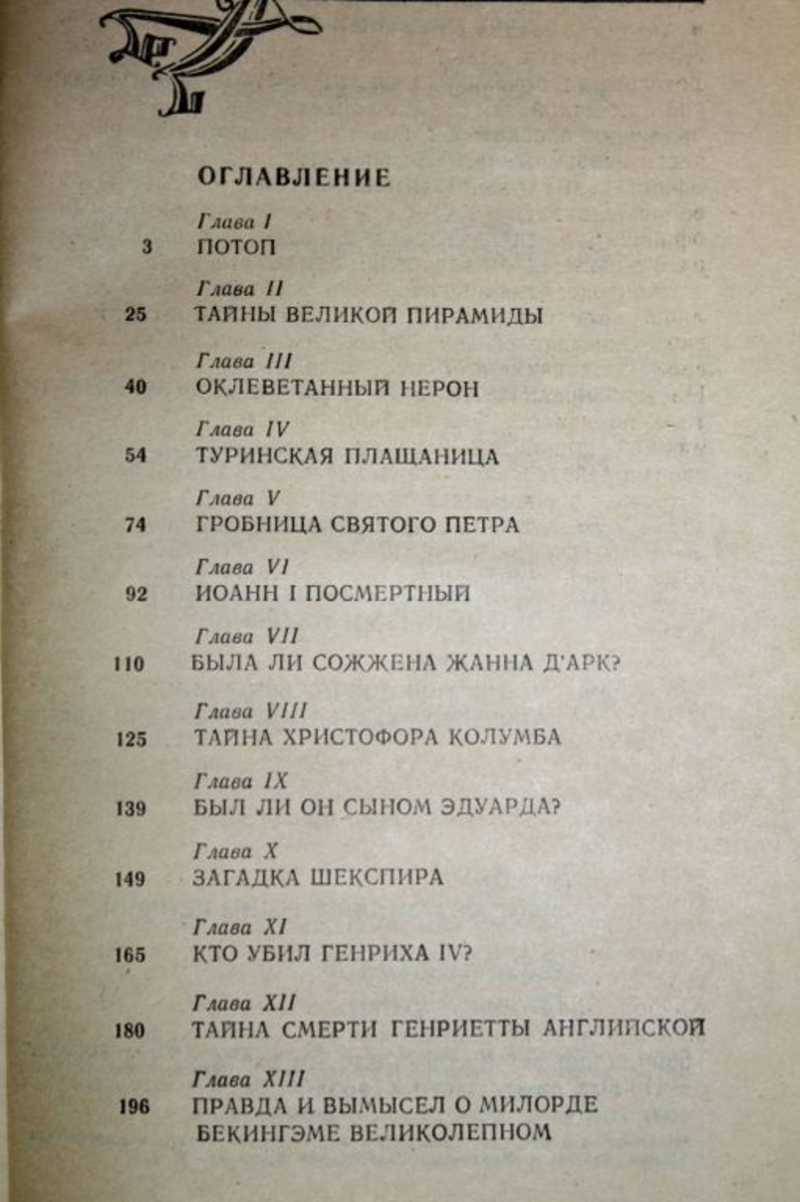 ОГЛАВЛЕНИЕ
Глава I
3 ПОТОП
Глава II
25 ТАЙНЫ ВЕЛИКОЙ ПИРАМИДЫ
Глава III
40 ОКЛЕВЕТАННЫЙ НЕРОН
Глава IV
54 ТУРИНСКАЯ ПЛАЩАНИЦА
Глава V
74 ГРОБНИЦА СВЯТОГО ПЕТРА
Глава VI
92 ИОАНН I ПОСМЕРТНЫЙ
Глава VII
110 БЫЛА ЛИ СОЖЖЕНА ЖАННА Д'АРК?
Глава VIII
125 ТАЙНА ХРИСТОФОРА КОЛУМБА
Глава IX
139 БЫЛ ЛИ ОН СЫНОМ ЭДУАРДА?
Глава X
149 ЗАГАДКА ШЕКСПИРА
Глава XI
165 КТО УБИЛ ГЕНРИХА IV?
Глава XII
180 ТАЙНА СМЕРТИ ГЕНРИЕТТЫ АНГЛИЙСКОЙ
Глава XIII
196 ПРАВДА И ВЫМЫСЕЛ О МИЛОРДЕ
БЕКИНГЭМЕ ВЕЛИКОЛЕПНОМ